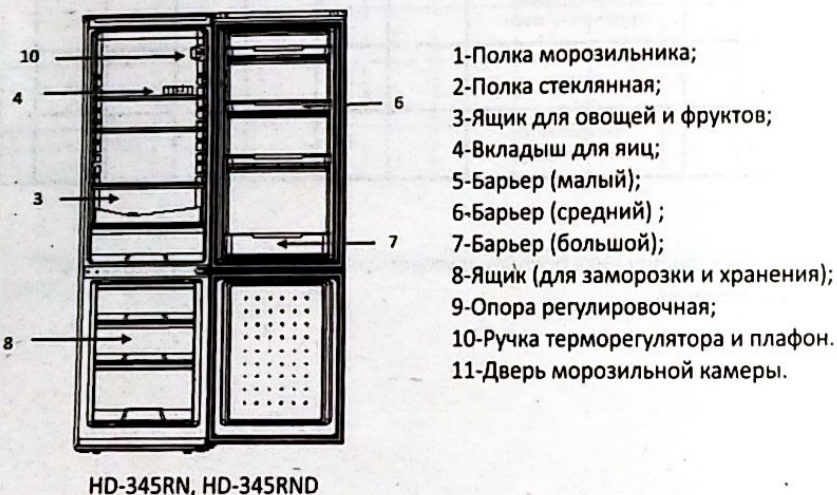 10
4
3
8
6
7
1-Полка морозильника;
2-Полка стеклянная;
3-Ящик для овощей и фруктов;
4-Вкладыш для яиц;
5-Барьер (малый);
6-Барьер (средний) ;
7-Барьер (большой);
8-Ящик (для заморозки и хранения);
9-Опора регулировочная;
10-Ручка терморегулятора и плафон.
11-Дверь морозильной камеры.
HD-345RN, HD-345RND